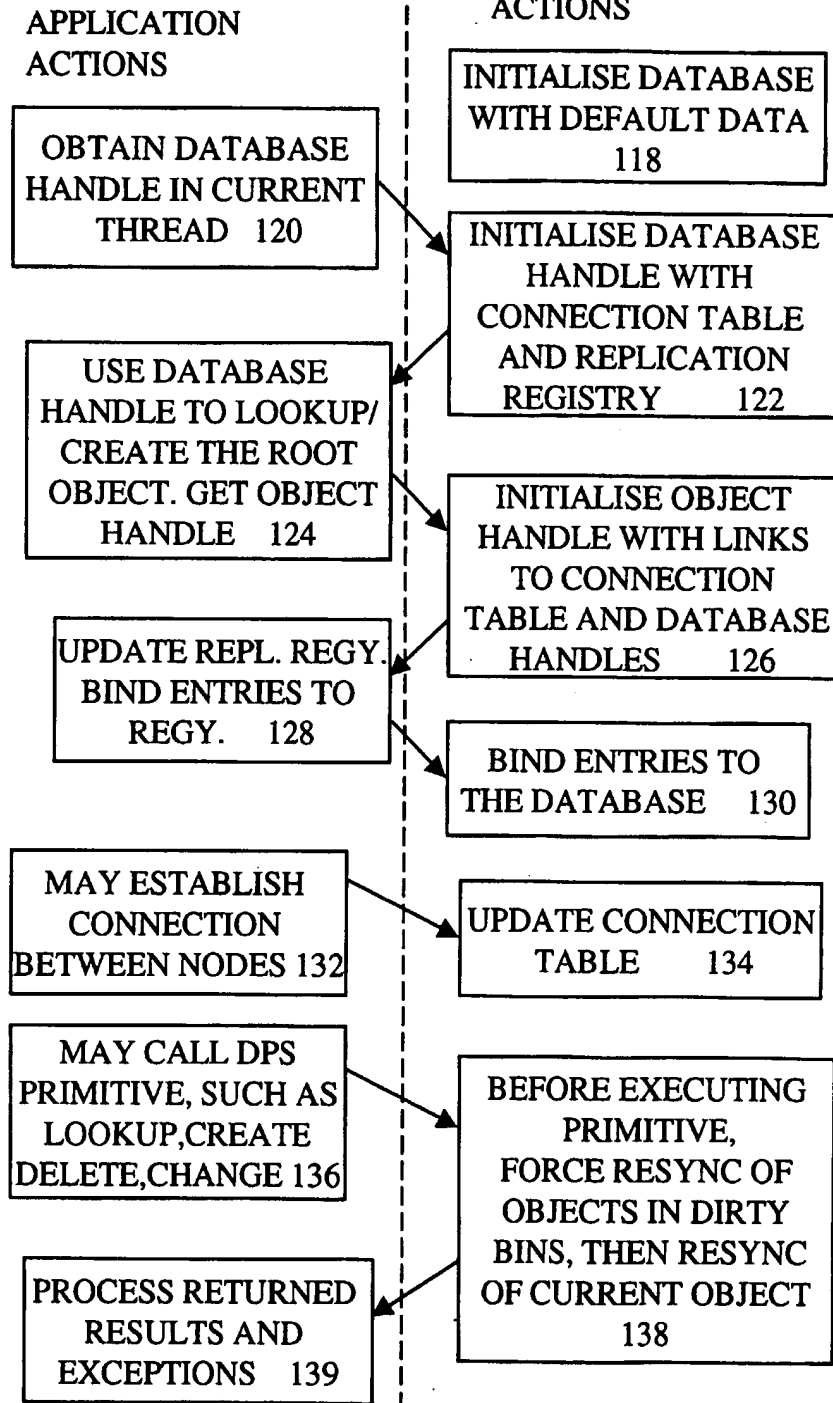 APPLICATION
ACTIONS
ACTIONS
INITIALISE DATABASE
WITH DEFAULT DATA
118
OBTAIN DATABASE
HANDLE IN CURRENT
THREAD 120
INITIALISE DATABASE
HANDLE WITH
CONNECTION TABLE
AND REPLICATION
REGISTRY 122
USE DATABASE
HANDLE TO LOOKUP/
CREATE THE ROOT
OBJECT. GET OBJECT
HANDLE 124
INITIALISE OBJECT
HANDLE WITH LINKS
TO CONNECTION
TABLE AND DATABASE
HANDLES 126
UPDATE REPL. REGY.
BIND ENTRIES TO
REGY. 128
BIND ENTRIES TO
THE DATABASE 130
MAY ESTABLISH
CONNECTION
BETWEEN NODES 132
UPDATE CONNECTION
TABLE 134
MAY CALL DPS
PRIMITIVE, SUCH AS
LOOKUP,CREATE
DELETE,CHANGE 136
BEFORE EXECUTING
PRIMITIVE,
FORCE RESYNC OF
OBJECTS IN DIRTY
BINS, THEN RESYNC
OF CURRENT OBJECT
138
PROCESS RETURNED
RESULTS AND
EXCEPTIONS 139